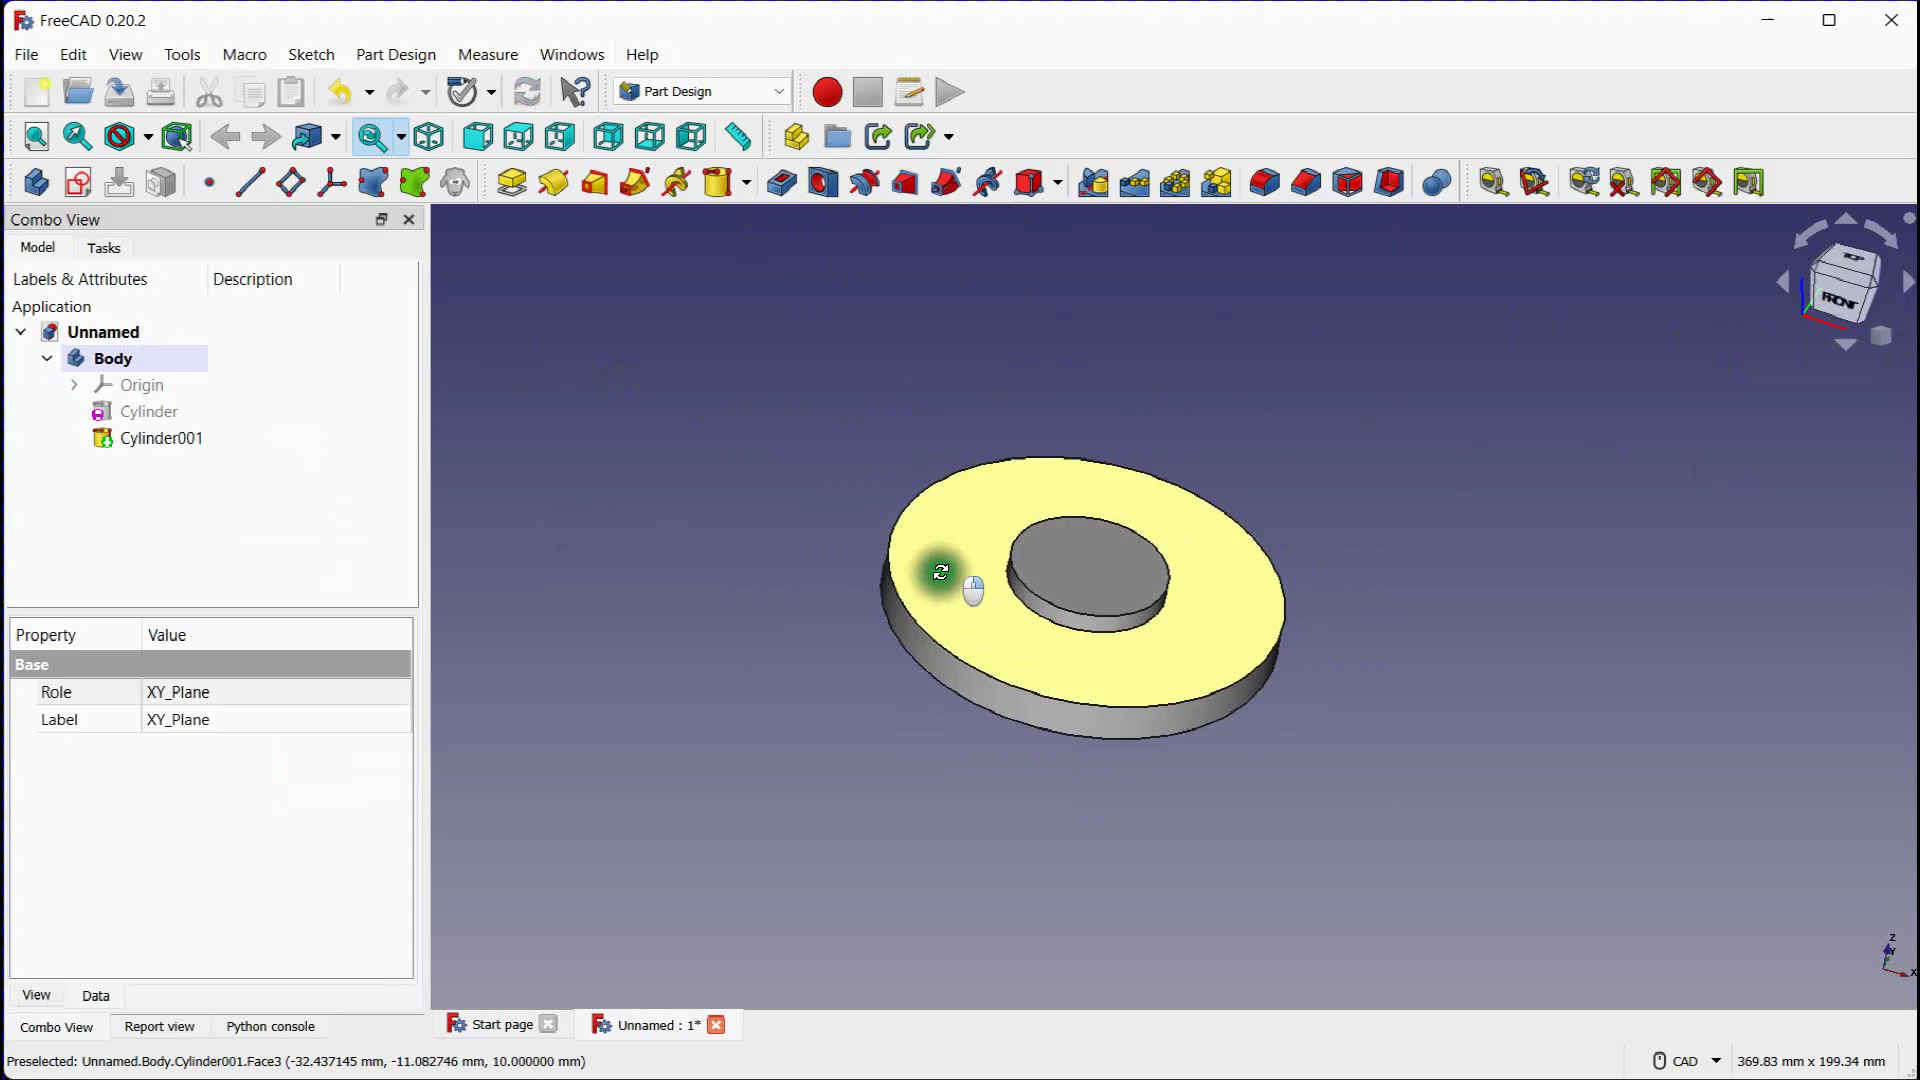 FreeCAD 0.20.2
File Edit View Tools Macro Sketch Part Design Measure Windows Help
Part Design
Combo View
Model Tasks
Labels & Attributes Description
Application
Unnamed
Body
Origin
Cylinder
Cylinder001
TOP
FRONT
Property Value
Base
Role XY_Plane
Label XY_Plane
Z
Y
X
View Data
Combo View Report view Python console
Start page Unnamed : 1*
Preselected: Unnamed.Body.Cylinder001.Face3 (-32.437145 mm, -11.082746 mm, 10.000000 mm)
CAD 369.83 mm x 199.34 mm